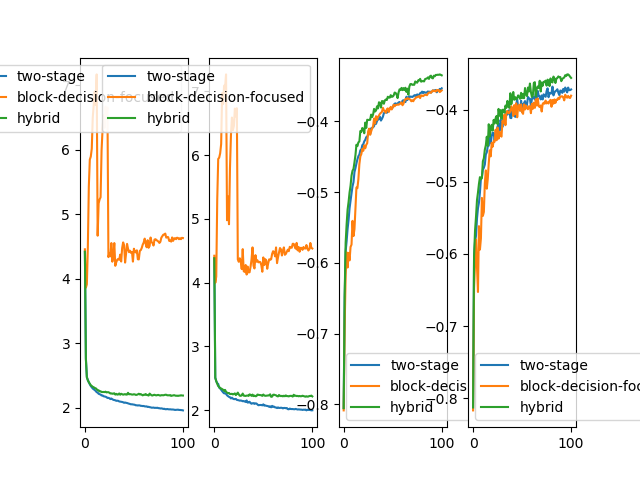 two-stage
block-decision-focused
hybrid
7
6
5
4
3
2
0
100
two-stage
block-decision-focused
hybrid
7
6
5
4
3
2
0
100
−0.4
−0.5
−0.6
−0.7
−0.8
two-stage
block-decis
hybrid
0
100
−0.4
−0.5
−0.6
−0.7
−0.8
two-stage
block-decision-foc
hybrid
0
100